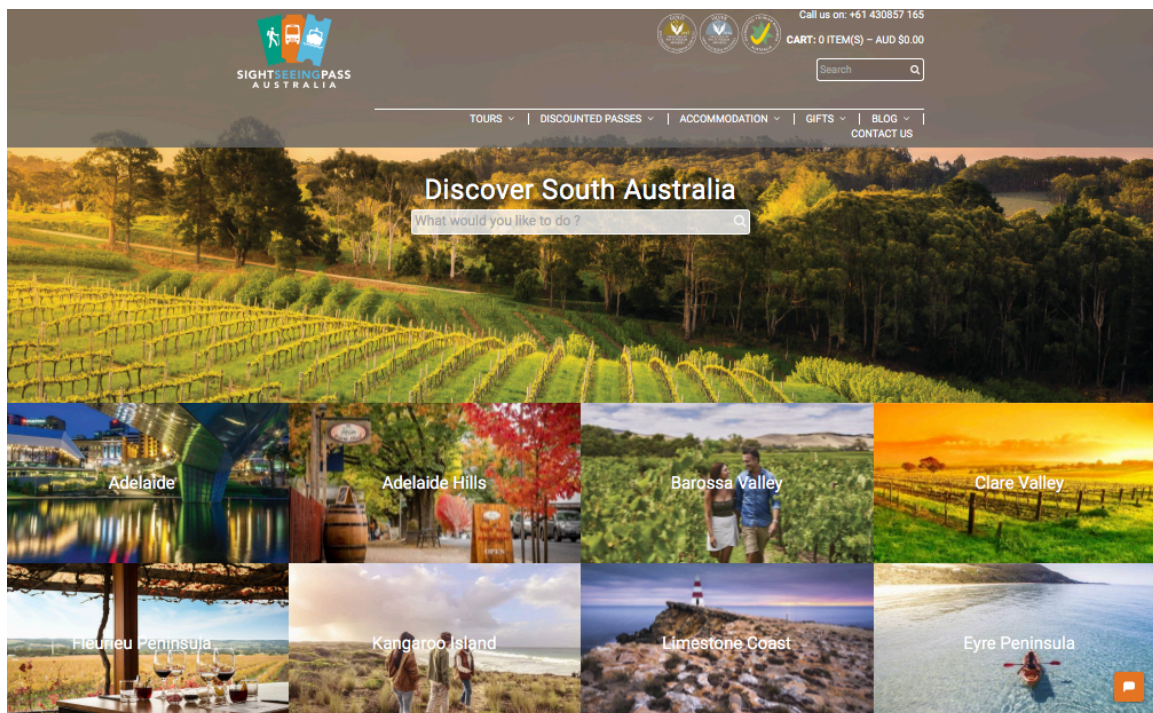 SIGHTSEEINGPASS
AUSTRALIA
Call us on: +61 430857 165
CART: 0 ITEM(S) – AUD $0.00
Search
TOURS
DISCOUNTED PASSES
ACCOMMODATION
GIFTS
BLOG
CONTACT US
Discover South Australia
What would you like to do ?
Adelaide
Adelaide Hills
Barossa Valley
Clare Valley
OPEN
Fleurieu Peninsula
Kangaroo Island
Limestone Coast
Eyre Peninsula